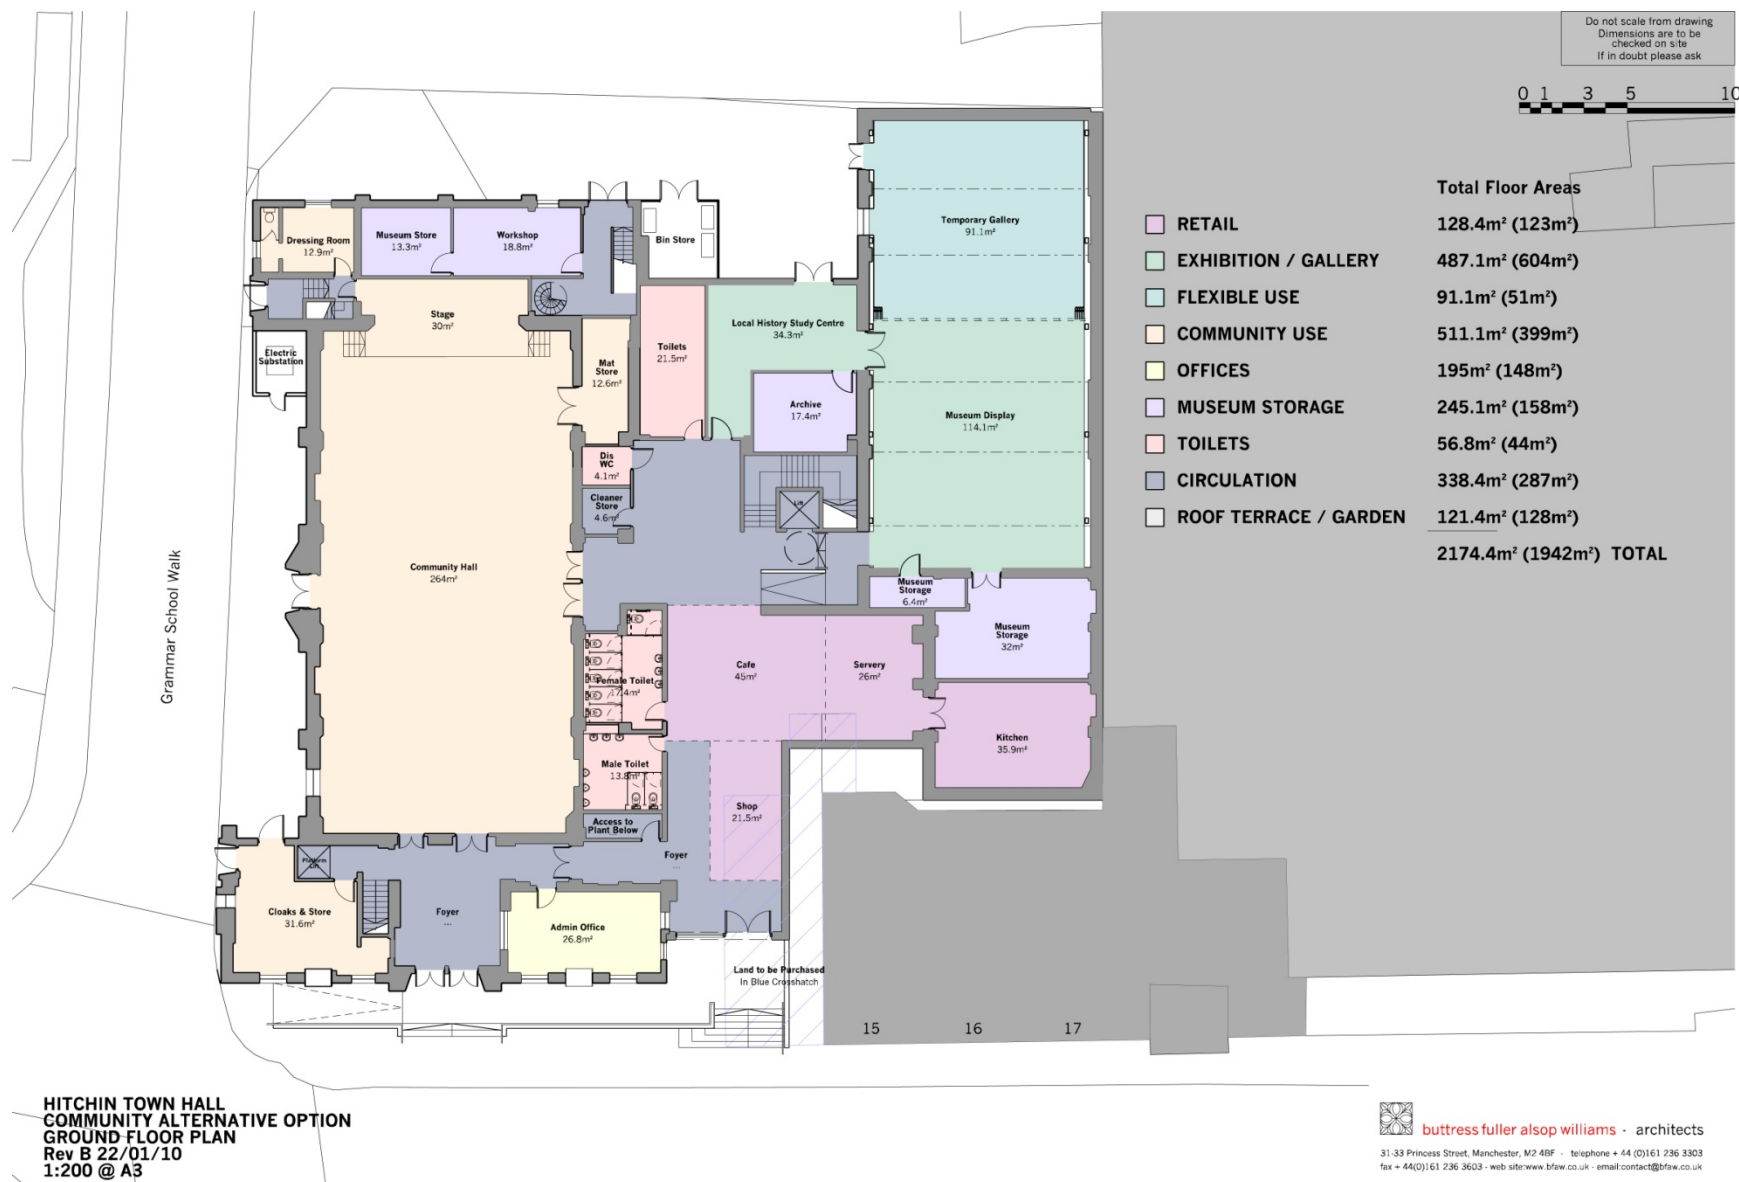 Do not scale from drawing
Dimensions are to be
checked on site
If in doubt please ask
0 1 3 5 10
Total Floor Areas
RETAIL 128.4m² (123m²)
EXHIBITION / GALLERY 487.1m² (604m²)
FLEXIBLE USE 91.1m² (51m²)
COMMUNITY USE 511.1m² (399m²)
OFFICES 195m² (148m²)
MUSEUM STORAGE 245.1m² (158m²)
TOILETS 56.8m² (44m²)
CIRCULATION 338.4m² (287m²)
ROOF TERRACE / GARDEN 121.4m² (128m²)
2174.4m² (1942m²) TOTAL
Dressing Room
12.9m²
Museum Store
13.3m²
Workshop
18.8m²
Bin Store
Temporary Gallery
91.1m²
Stage
30m²
Electric
Substation
Mat
Store
12.6m²
Toilets
21.5m²
Local History Study Centre
34.3m²
Archive
17.4m²
Museum Display
114.1m²
Dis
WC
4.1m²
Cleaner
Store
4.6m²
Lift
Community Hall
264m²
Museum
Storage
6.4m²
Museum
Storage
32m²
Grammar School Walk
Female Toilet
17.4m²
Cafe
45m²
Servery
26m²
Kitchen
35.9m²
Male Toilet
13.8m²
Shop
21.5m²
Access to
Plant Below
Platform
Lift
Foyer
...
Cloaks & Store
31.6m²
Foyer
...
Admin Office
26.8m²
Land to be Purchased
In Blue Crosshatch
15 16 17
HITCHIN TOWN HALL
COMMUNITY ALTERNATIVE OPTION
GROUND FLOOR PLAN
Rev B 22/01/10
1:200 @ A3
buttress fuller alsop williams - architects
31-33 Princess Street, Manchester, M2 4BF - telephone + 44 (0)161 236 3303
fax + 44(0)161 236 3603 - web site:www.bfaw.co.uk - email:contact@bfaw.co.uk